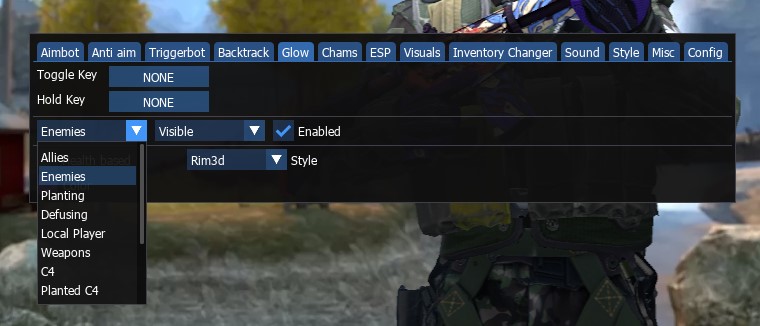 Aimbot Anti aim Triggerbot Backtrack Glow Chams ESP Visuals Inventory Changer Sound Style Misc Config
Toggle Key NONE
Hold Key NONE
Enemies Visible Enabled
Rim3d Style
Allies
Enemies
Planting
Defusing
Local Player
Weapons
C4
Planted C4